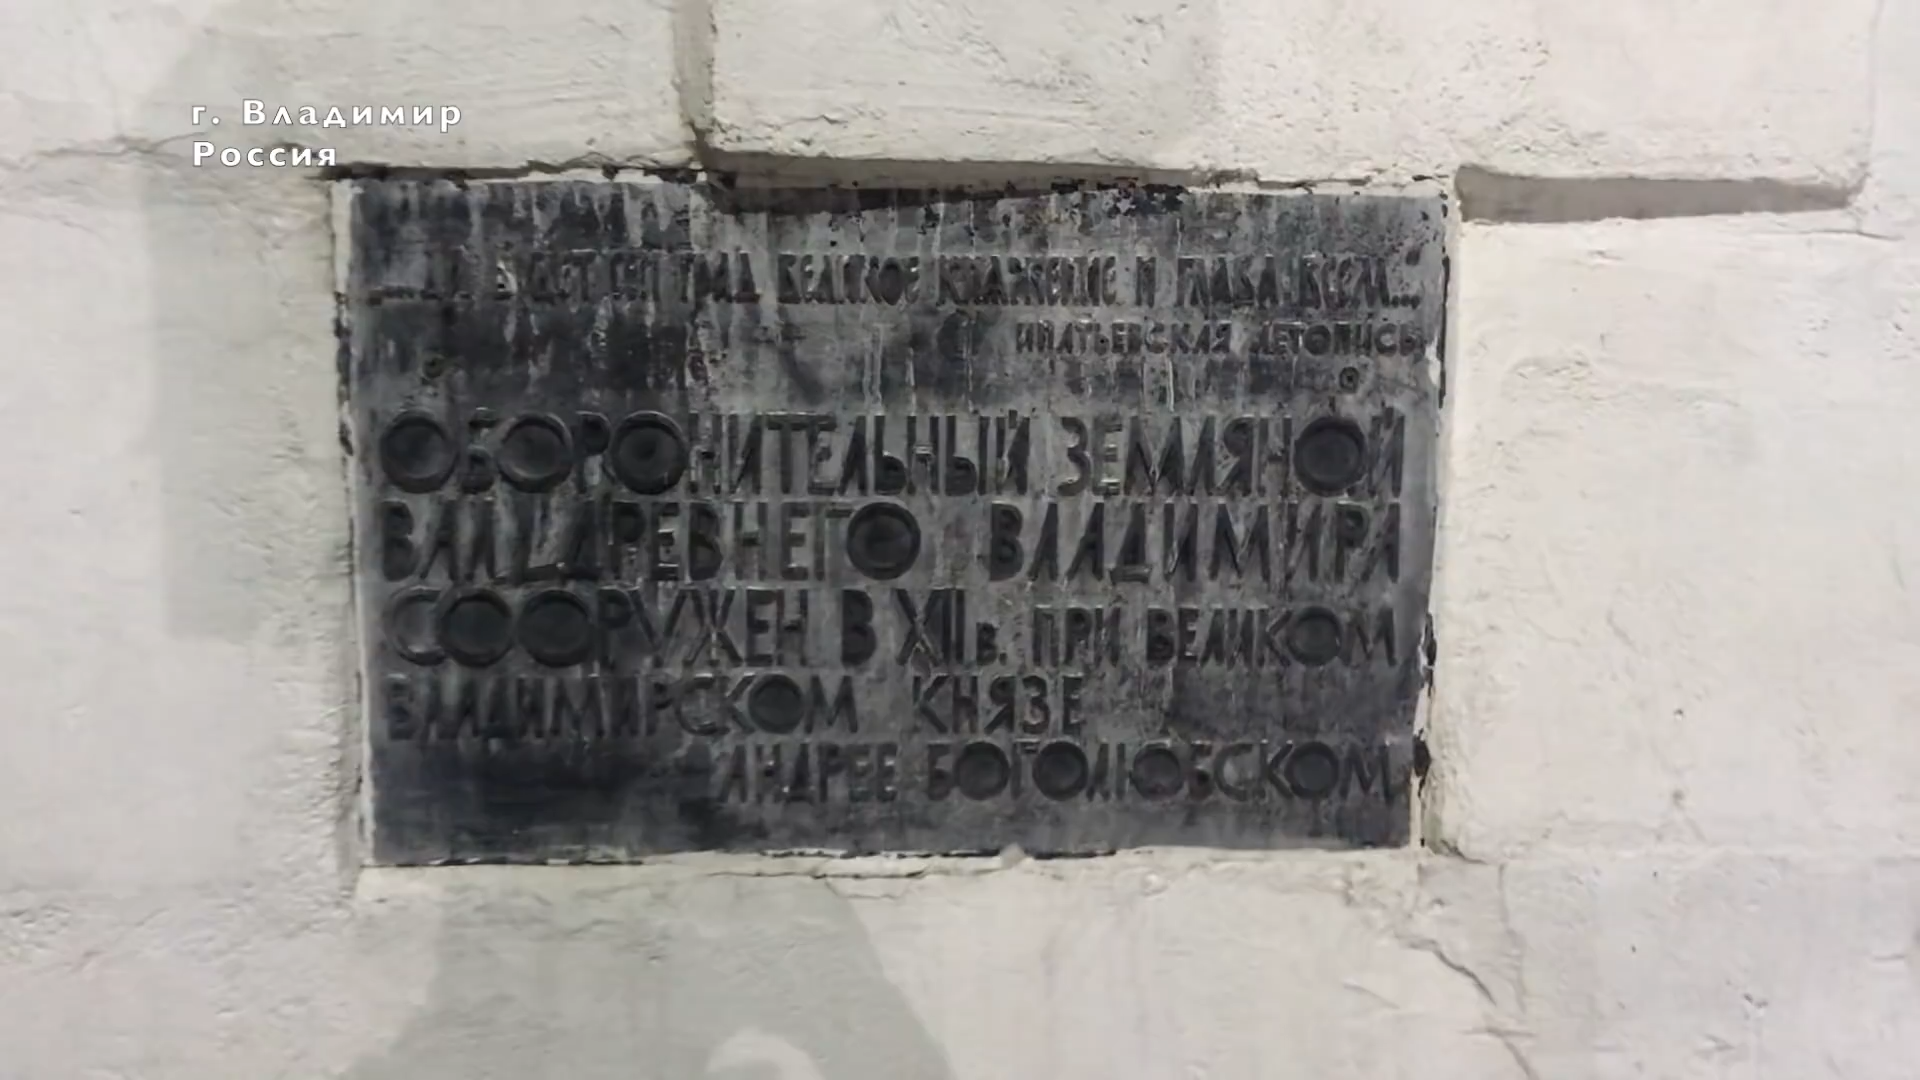 г. Владимир
Россия
...ДА БУДЕТ СЕЙ ГРАД ВЕЛИКОЕ КНЯЖЕНИЕ И ГЛАВА ВСЕМ..."
ИПАТЬЕВСКАЯ ЛЕТОПИСЬ
ОБОРОНИТЕЛЬНЫЙ ЗЕМЛЯНОЙ
ВАЛ ДРЕВНЕГО ВЛАДИМИРА
СООРУЖЕН В XII в. ПРИ ВЕЛИКОМ
ВЛАДИМИРСКОМ КНЯЗЕ
АНДРЕЕ БОГОЛЮБСКОМ